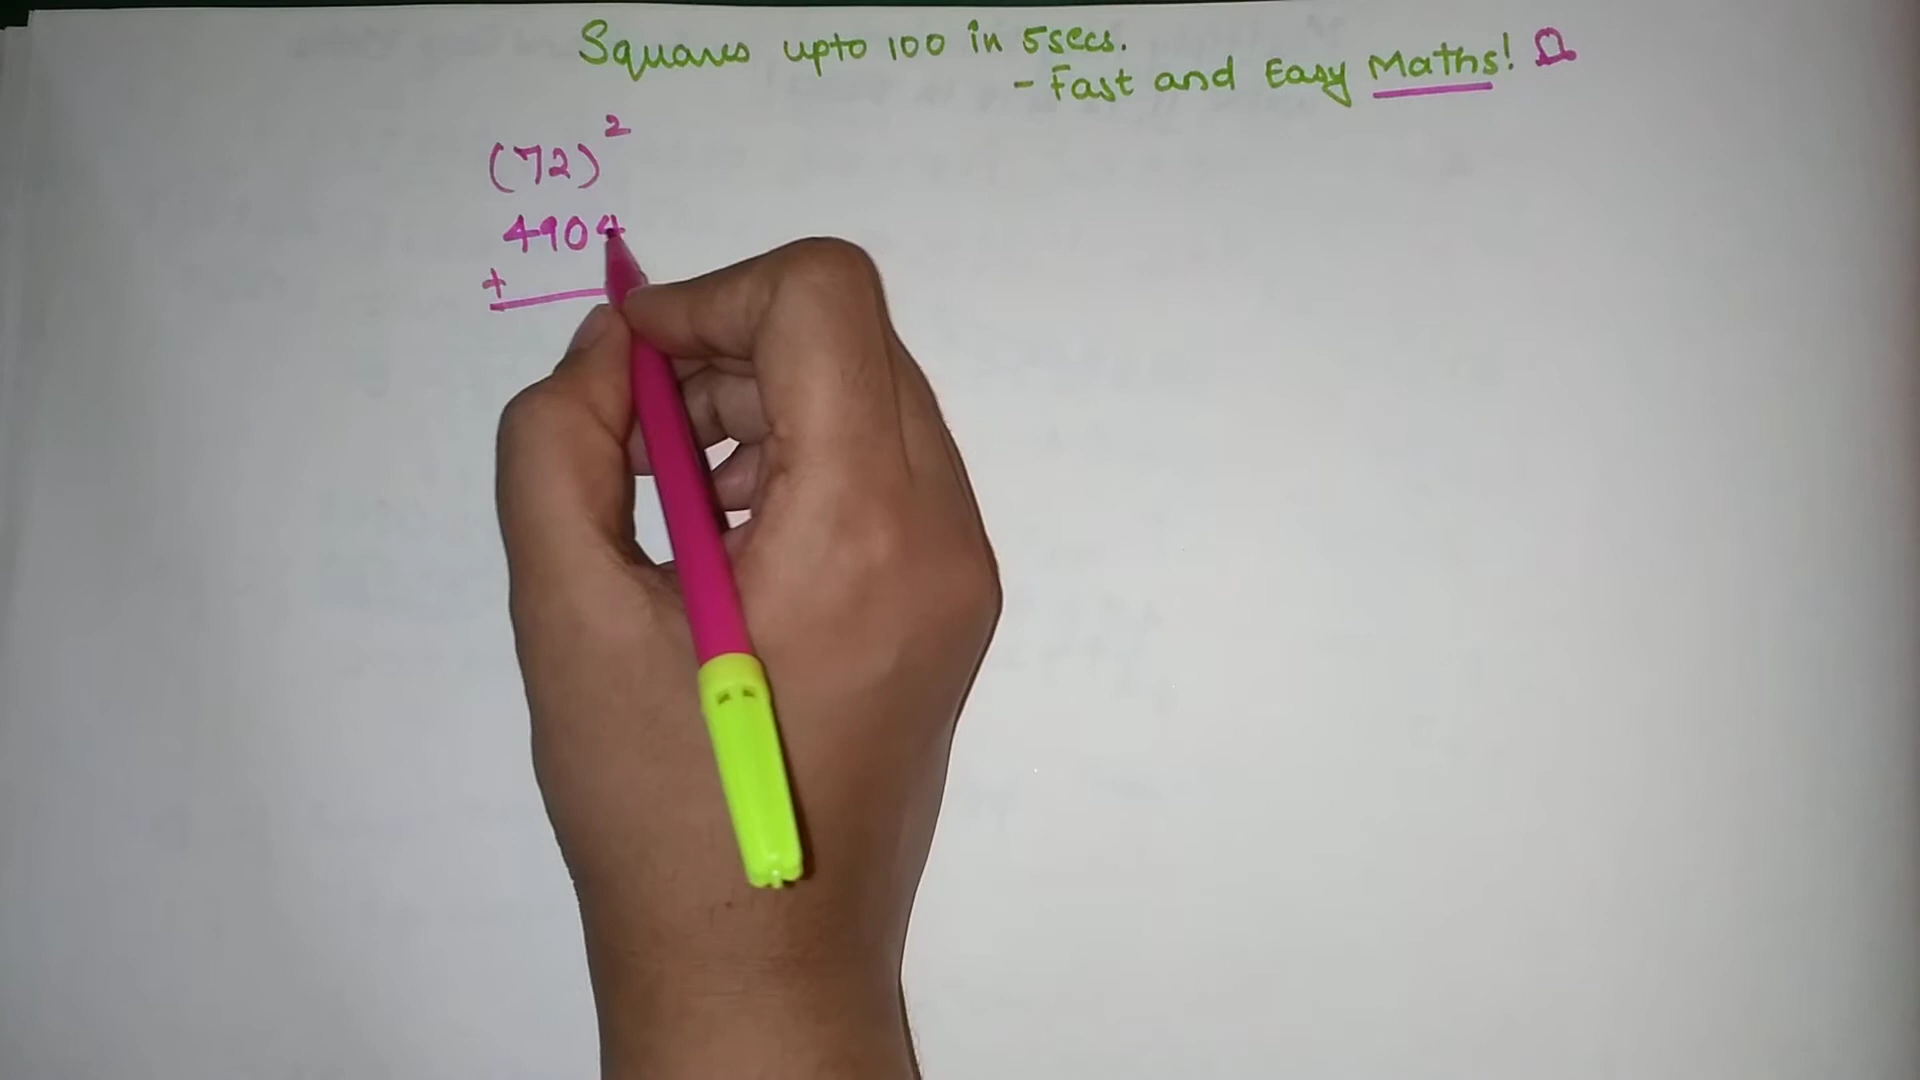 Squares upto 100 in 5secs.
- Fast and Easy Maths! Ω
(72)²
4904
+